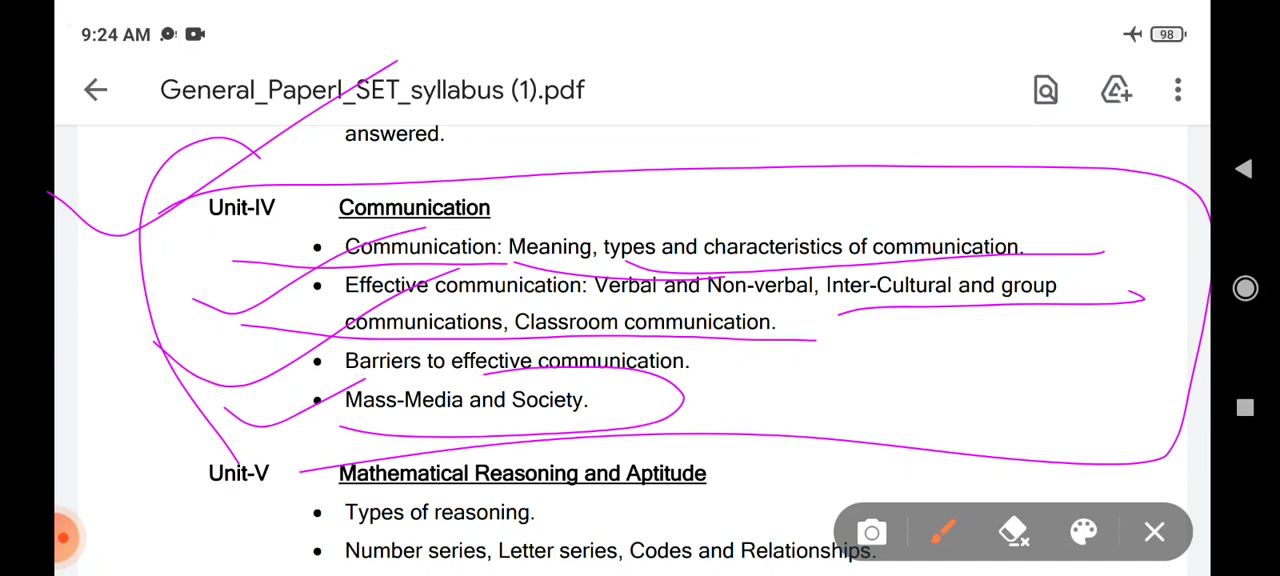 9:24 AM
98
General_PaperI_SET_syllabus (1).pdf
answered.
Unit-IV Communication
• Communication: Meaning, types and characteristics of communication.
• Effective communication: Verbal and Non-verbal, Inter-Cultural and group
communications, Classroom communication.
• Barriers to effective communication.
• Mass-Media and Society.
Unit-V Mathematical Reasoning and Aptitude
• Types of reasoning.
• Number series, Letter series, Codes and Relationships.